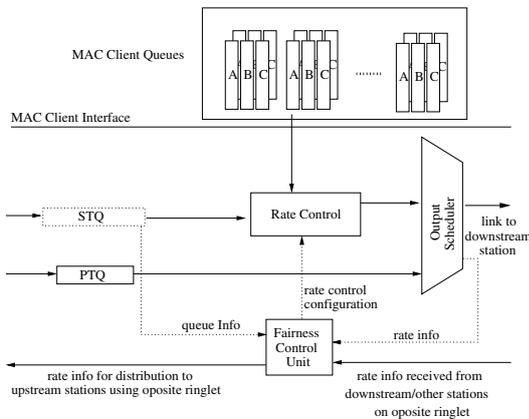 MAC Client Queues
A B C A B C A B C
A B C A B C A B C
........
MAC Client Interface
STQ
Rate Control
Output
Scheduler
link to
downstream
station
PTQ
rate control
configuration
queue Info
Fairness
Control
Unit
rate info
rate info for distribution to
upstream stations using oposite ringlet
rate info received from
downstream/other stations
on oposite ringlet